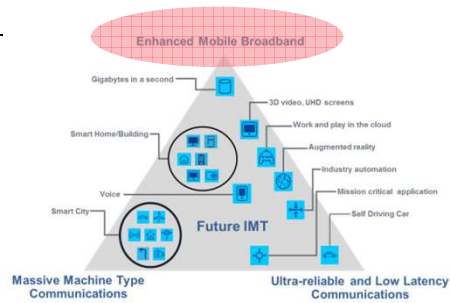 Enhanced Mobile Broadband
Gigabytes in a second
3D video, UHD screens
Work and play in the cloud
Smart Home/Building
Augmented reality
Industry automation
Voice
Mission critical application
Smart City
Self Driving Car
Future IMT
Massive Machine Type
Communications
Ultra-reliable and Low Latency
Communications